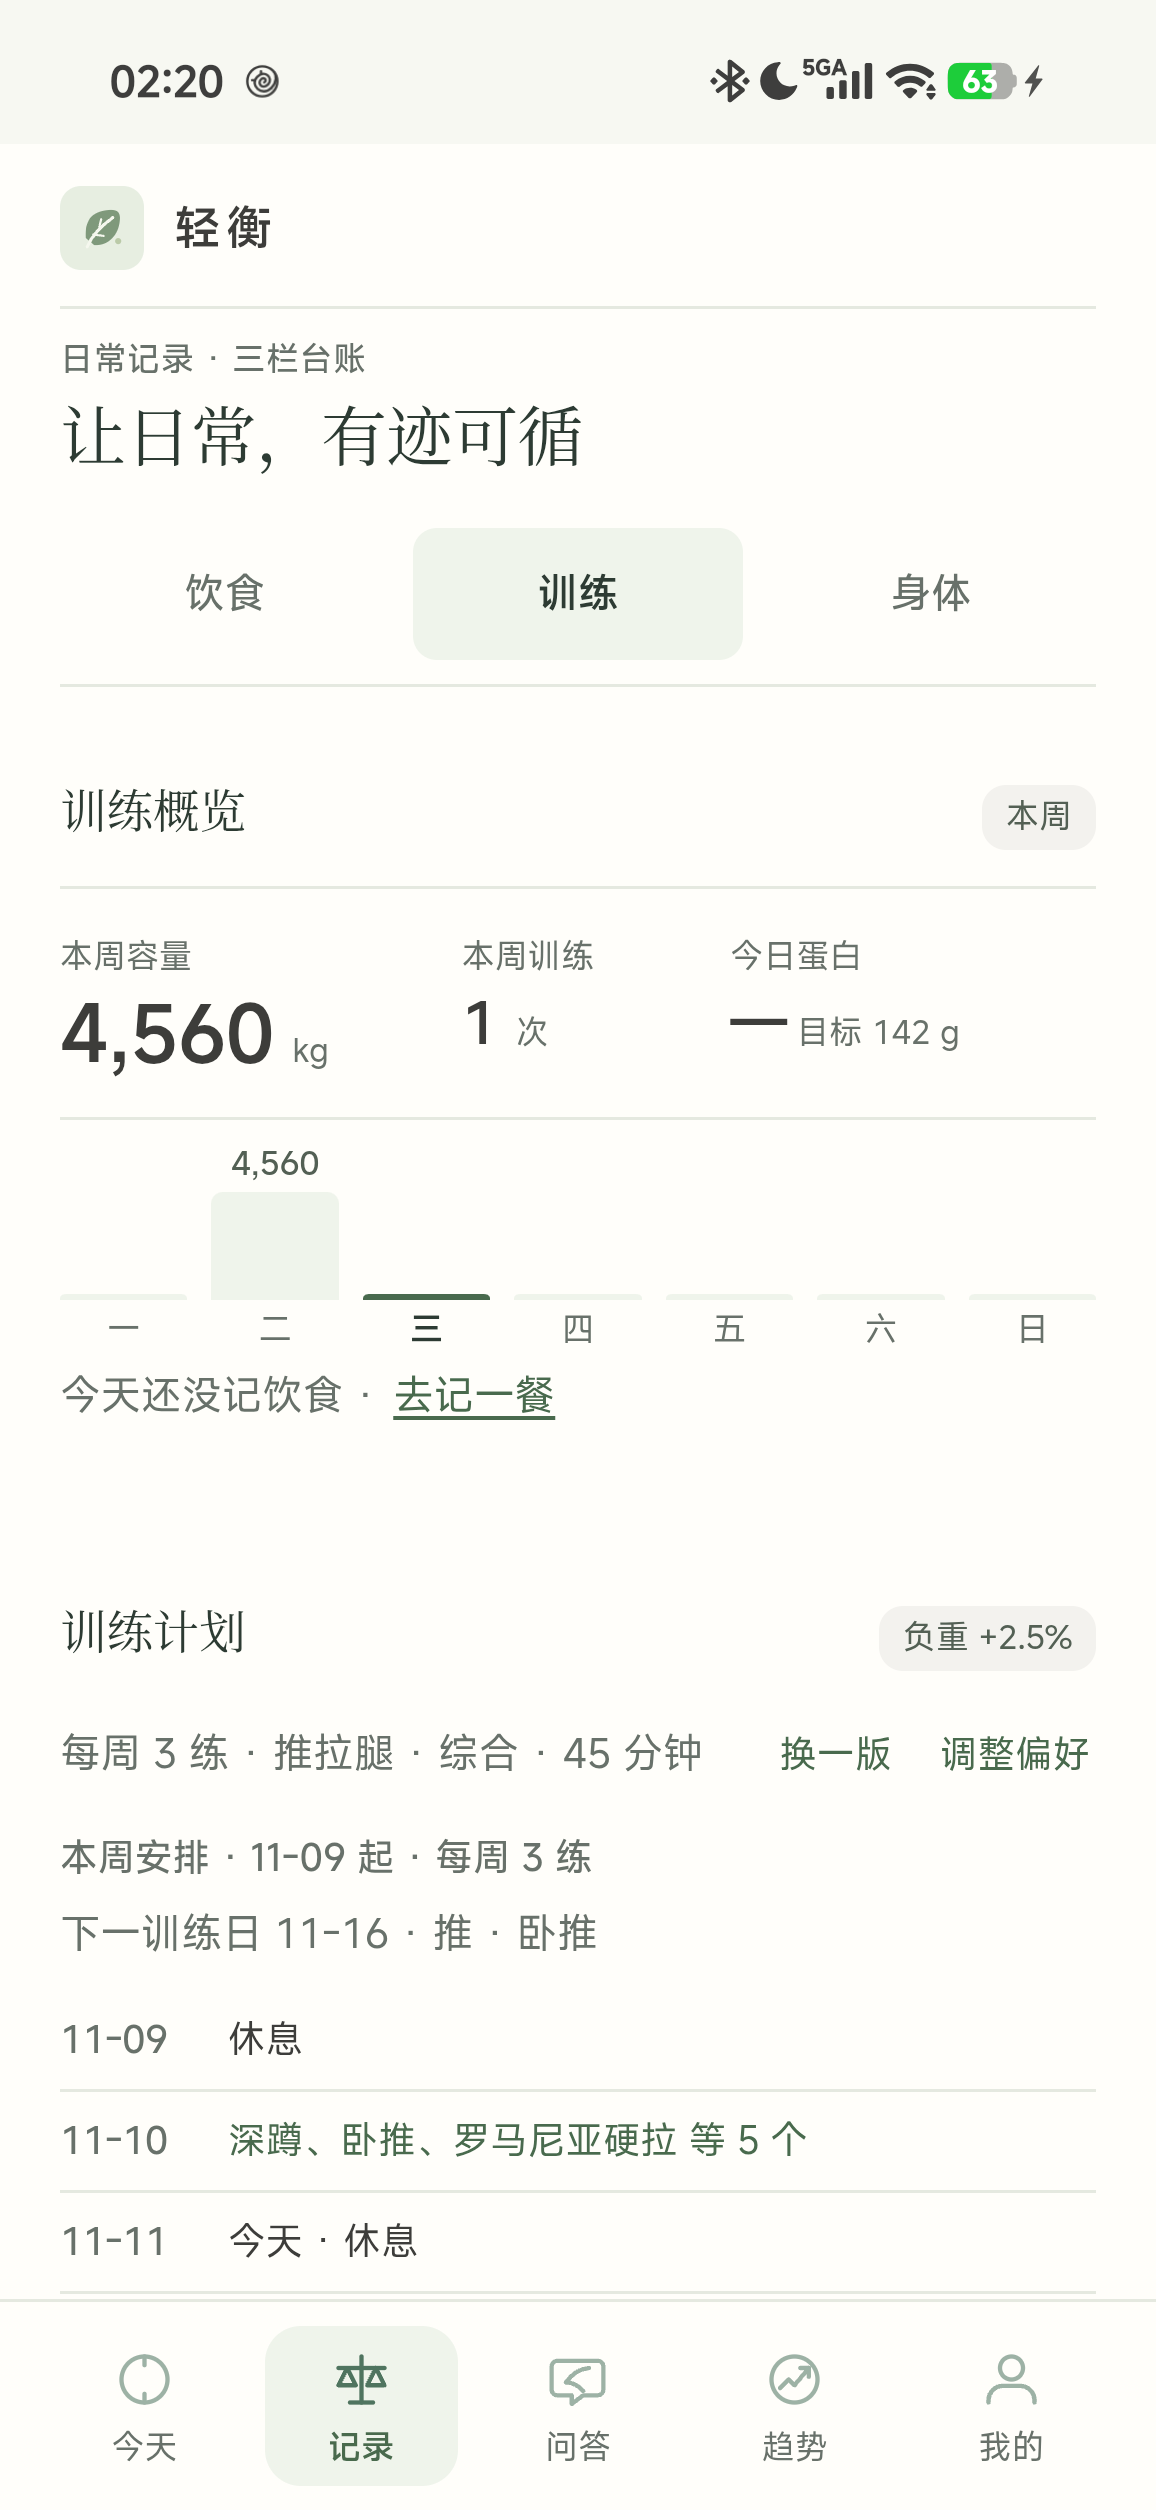 02:20 5GA 63
轻衡
日常记录 · 三栏台账
让日常，有迹可循
饮食 训练 身体
训练概览 本周
本周容量 本周训练 今日蛋白
4,560 kg 1 次 — 目标 142 g
4,560
一 二 三 四 五 六 日
今天还没记饮食 · 去记一餐
训练计划 负重 +2.5%
每周 3 练 · 推拉腿 · 综合 · 45 分钟 换一版 调整偏好
本周安排 · 11-09 起 · 每周 3 练
下一训练日 11-16 · 推 · 卧推
11-09 休息
11-10 深蹲、卧推、罗马尼亚硬拉 等 5 个
11-11 今天 · 休息
今天 记录 问答 趋势 我的